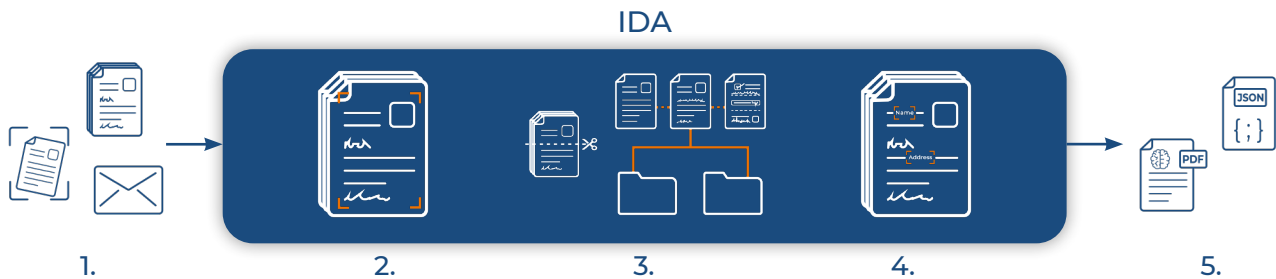 IDA
Name
Address
JSON
{;}
PDF
1.
2.
3.
4.
5.